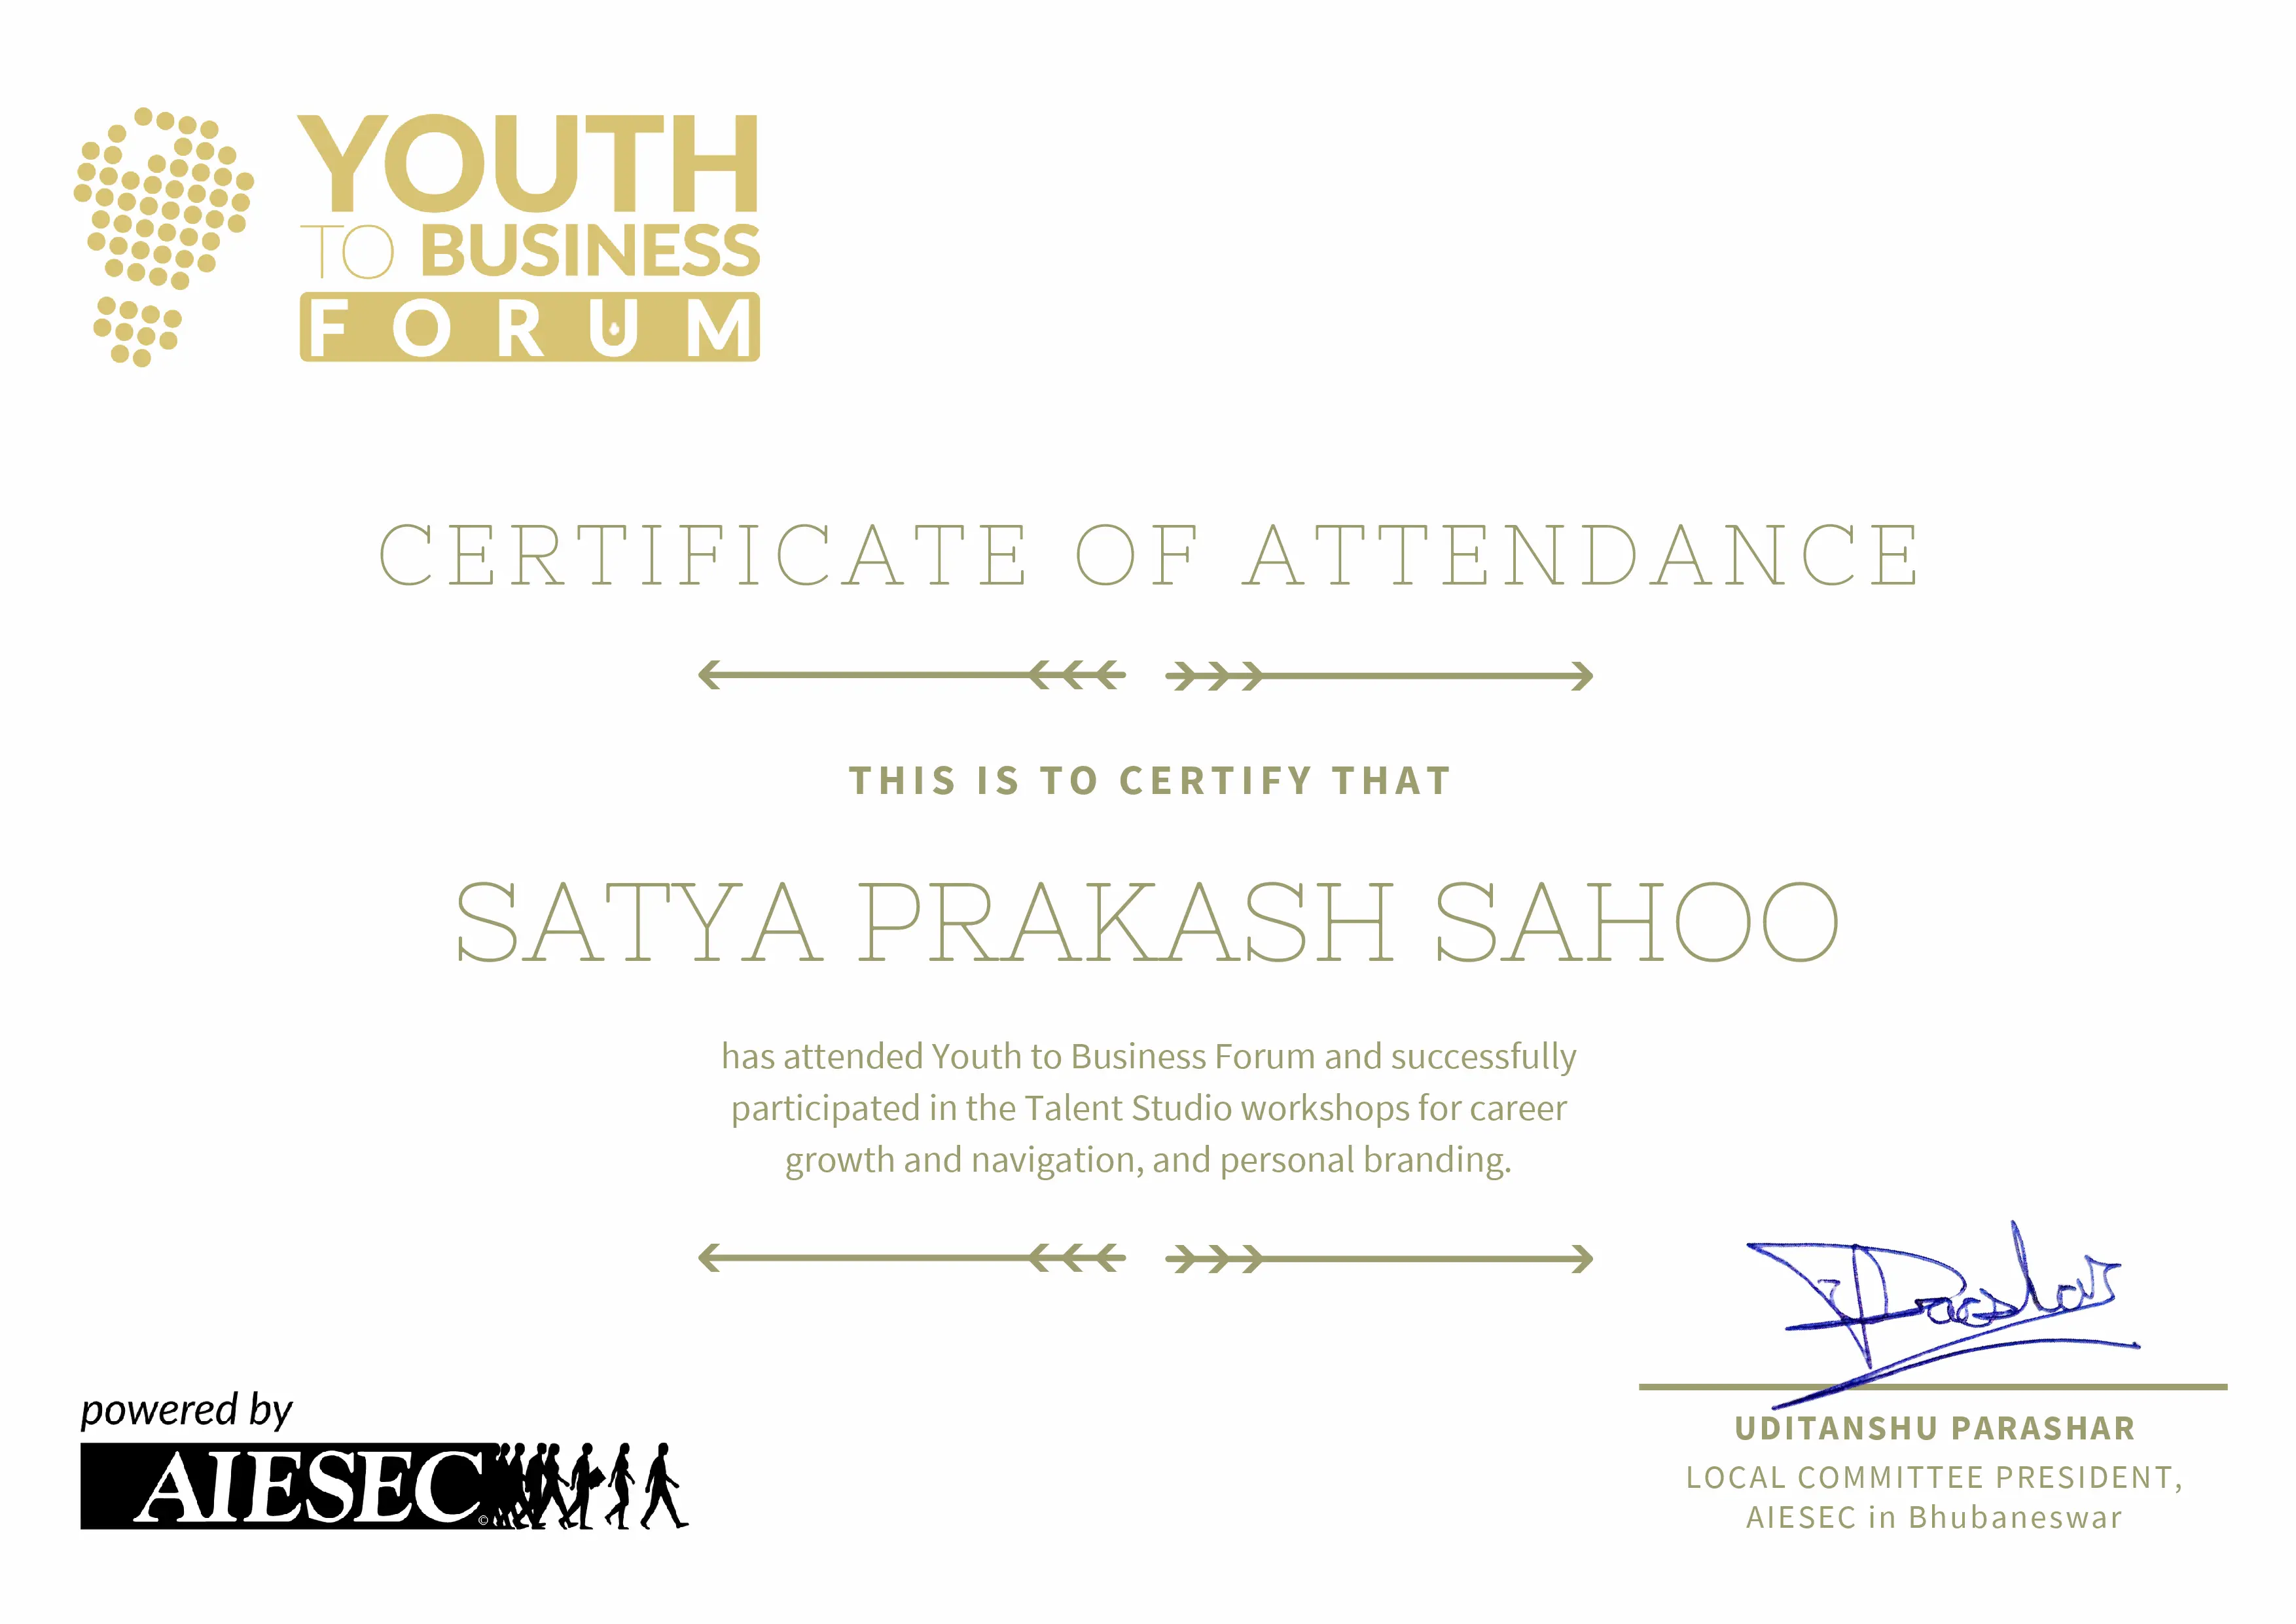 YOUTH
TO BUSINESS
FORUM
CERTIFICATE OF ATTENDANCE
THIS IS TO CERTIFY THAT
SATYA PRAKASH SAHOO
has attended Youth to Business Forum and successfully
participated in the Talent Studio workshops for career
growth and navigation, and personal branding.
Parashar
powered by
AIESEC ©
UDITANSHU PARASHAR
LOCAL COMMITTEE PRESIDENT,
AIESEC in Bhubaneswar